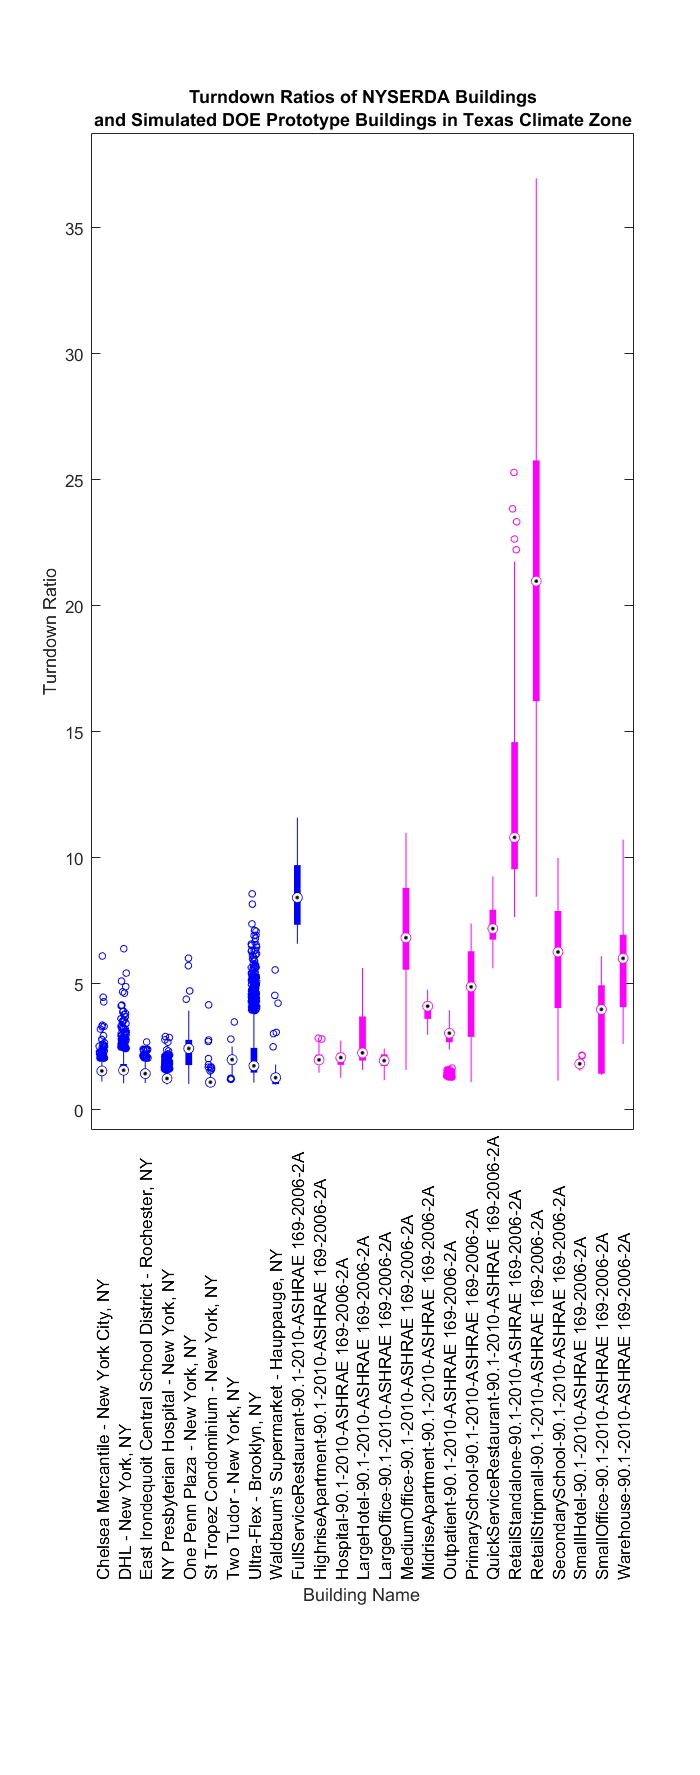 Turndown Ratios of NYSERDA Buildings
and Simulated DOE Prototype Buildings in Texas Climate Zone
Turndown Ratio
35
30
25
20
15
10
5
0
Chelsea Mercantile - New York City, NY
DHL - New York, NY
East Irondequoit Central School District - Rochester, NY
NY Presbyterian Hospital - New York, NY
One Penn Plaza - New York, NY
St Tropez Condominium - New York, NY
Two Tudor - New York, NY
Ultra-Flex - Brooklyn, NY
Waldbaum's Supermarket - Hauppauge, NY
FullServiceRestaurant-90.1-2010-ASHRAE 169-2006-2A
HighriseApartment-90.1-2010-ASHRAE 169-2006-2A
Hospital-90.1-2010-ASHRAE 169-2006-2A
LargeHotel-90.1-2010-ASHRAE 169-2006-2A
LargeOffice-90.1-2010-ASHRAE 169-2006-2A
MediumOffice-90.1-2010-ASHRAE 169-2006-2A
MidriseApartment-90.1-2010-ASHRAE 169-2006-2A
Outpatient-90.1-2010-ASHRAE 169-2006-2A
PrimarySchool-90.1-2010-ASHRAE 169-2006-2A
QuickServiceRestaurant-90.1-2010-ASHRAE 169-2006-2A
RetailStandalone-90.1-2010-ASHRAE 169-2006-2A
RetailStripmall-90.1-2010-ASHRAE 169-2006-2A
SecondarySchool-90.1-2010-ASHRAE 169-2006-2A
SmallHotel-90.1-2010-ASHRAE 169-2006-2A
SmallOffice-90.1-2010-ASHRAE 169-2006-2A
Warehouse-90.1-2010-ASHRAE 169-2006-2A
Building Name